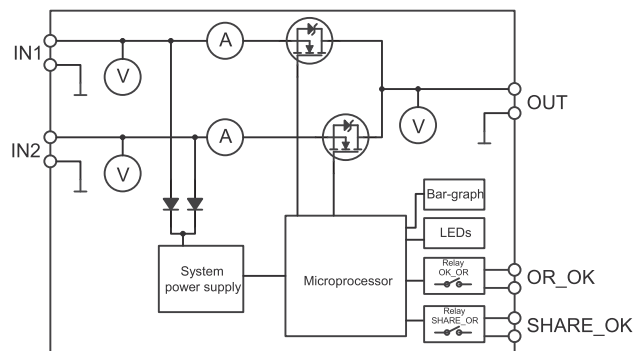 IN1
A
V
IN2
A
V
V
OUT
Bar-graph
LEDs
System
power supply
Microprocessor
Relay
OK_OR
OR_OK
Relay
SHARE_OR
SHARE_OK